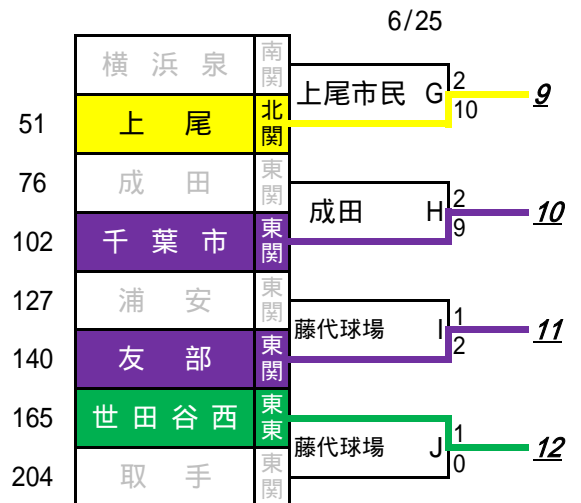 6/25
横浜泉 南関
51 上尾 北関
上尾市民 G 2 10 9
76 成田 東関
102 千葉市 東関
成田 H 2 9 10
127 浦安 東関
140 友部 東関
藤代球場 I 1 2 11
165 世田谷西 東東
204 取手 東関
藤代球場 J 1 0 12